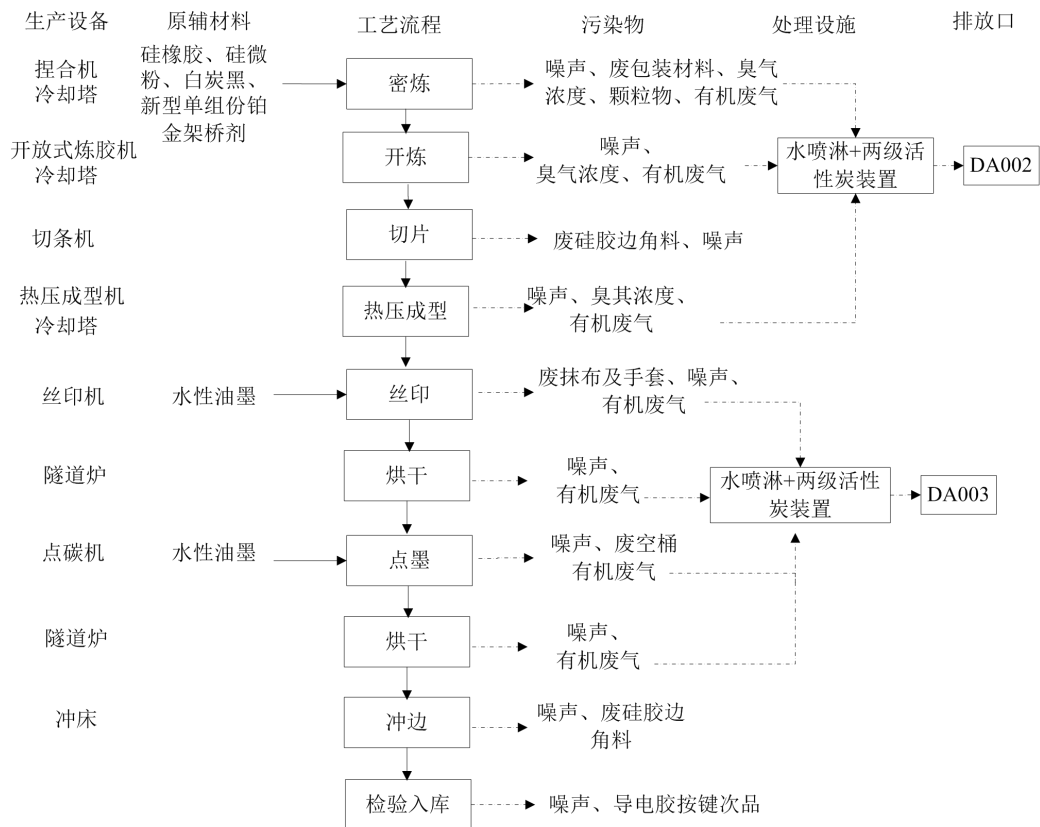 生产设备 原辅材料 工艺流程 污染物 处理设施 排放口
捏合机
冷却塔
硅橡胶、硅微
粉、白炭黑、
新型单组份铂
金架桥剂
密炼
噪声、废包装材料、臭气
浓度、颗粒物、有机废气
开放式炼胶机
冷却塔
开炼
噪声、
臭气浓度、有机废气
水喷淋+两级活
性炭装置
DA002
切条机
切片
废硅胶边角料、噪声
热压成型机
冷却塔
热压成型
噪声、臭其浓度、
有机废气
丝印机
水性油墨
丝印
废抹布及手套、噪声、
有机废气
隧道炉
烘干
噪声、
有机废气
水喷淋+两级活性
炭装置
DA003
点碳机
水性油墨
点墨
噪声、废空桶
有机废气
隧道炉
烘干
噪声、
有机废气
冲床
冲边
噪声、废硅胶边
角料
检验入库
噪声、导电胶按键次品